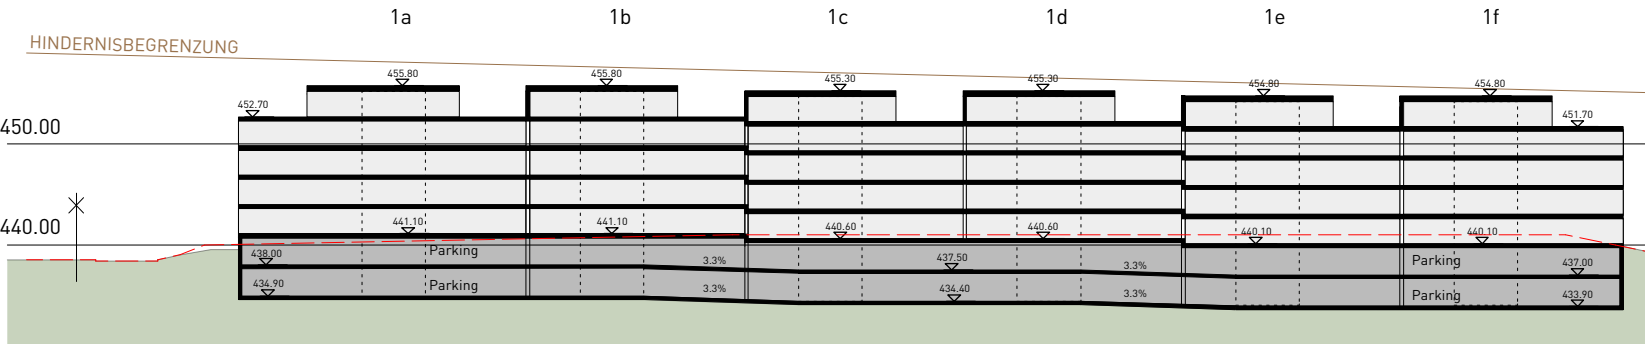 1a 1b 1c 1d 1e 1f
HINDERNISBEGRENZUNG
455.80 455.80 455.30 455.30 454.80 454.80
452.70 451.70
450.00
440.00
441.10 441.10 440.60 440.60 440.10 440.10
438.00 Parking 3.3% 437.50 3.3% Parking 437.00
434.90 Parking 3.3% 434.40 3.3% Parking 433.90